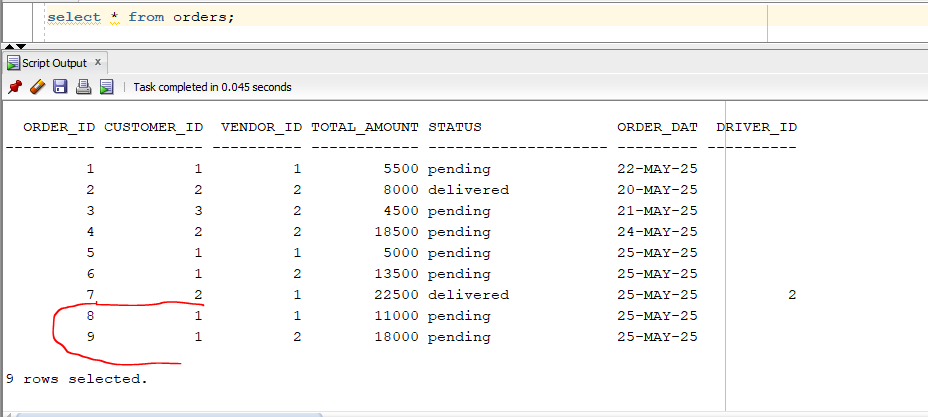 select * from orders;
Script Output x
Task completed in 0.045 seconds
ORDER_ID CUSTOMER_ID VENDOR_ID TOTAL_AMOUNT STATUS ORDER_DAT DRIVER_ID
---------- ----------- ---------- ------------ -------------------- --------- ----------
1 1 1 5500 pending 22-MAY-25
2 2 2 8000 delivered 20-MAY-25
3 3 2 4500 pending 21-MAY-25
4 2 2 18500 pending 24-MAY-25
5 1 1 5000 pending 25-MAY-25
6 1 2 13500 pending 25-MAY-25
7 2 1 22500 delivered 25-MAY-25 2
8 1 1 11000 pending 25-MAY-25
9 1 2 18000 pending 25-MAY-25
9 rows selected.